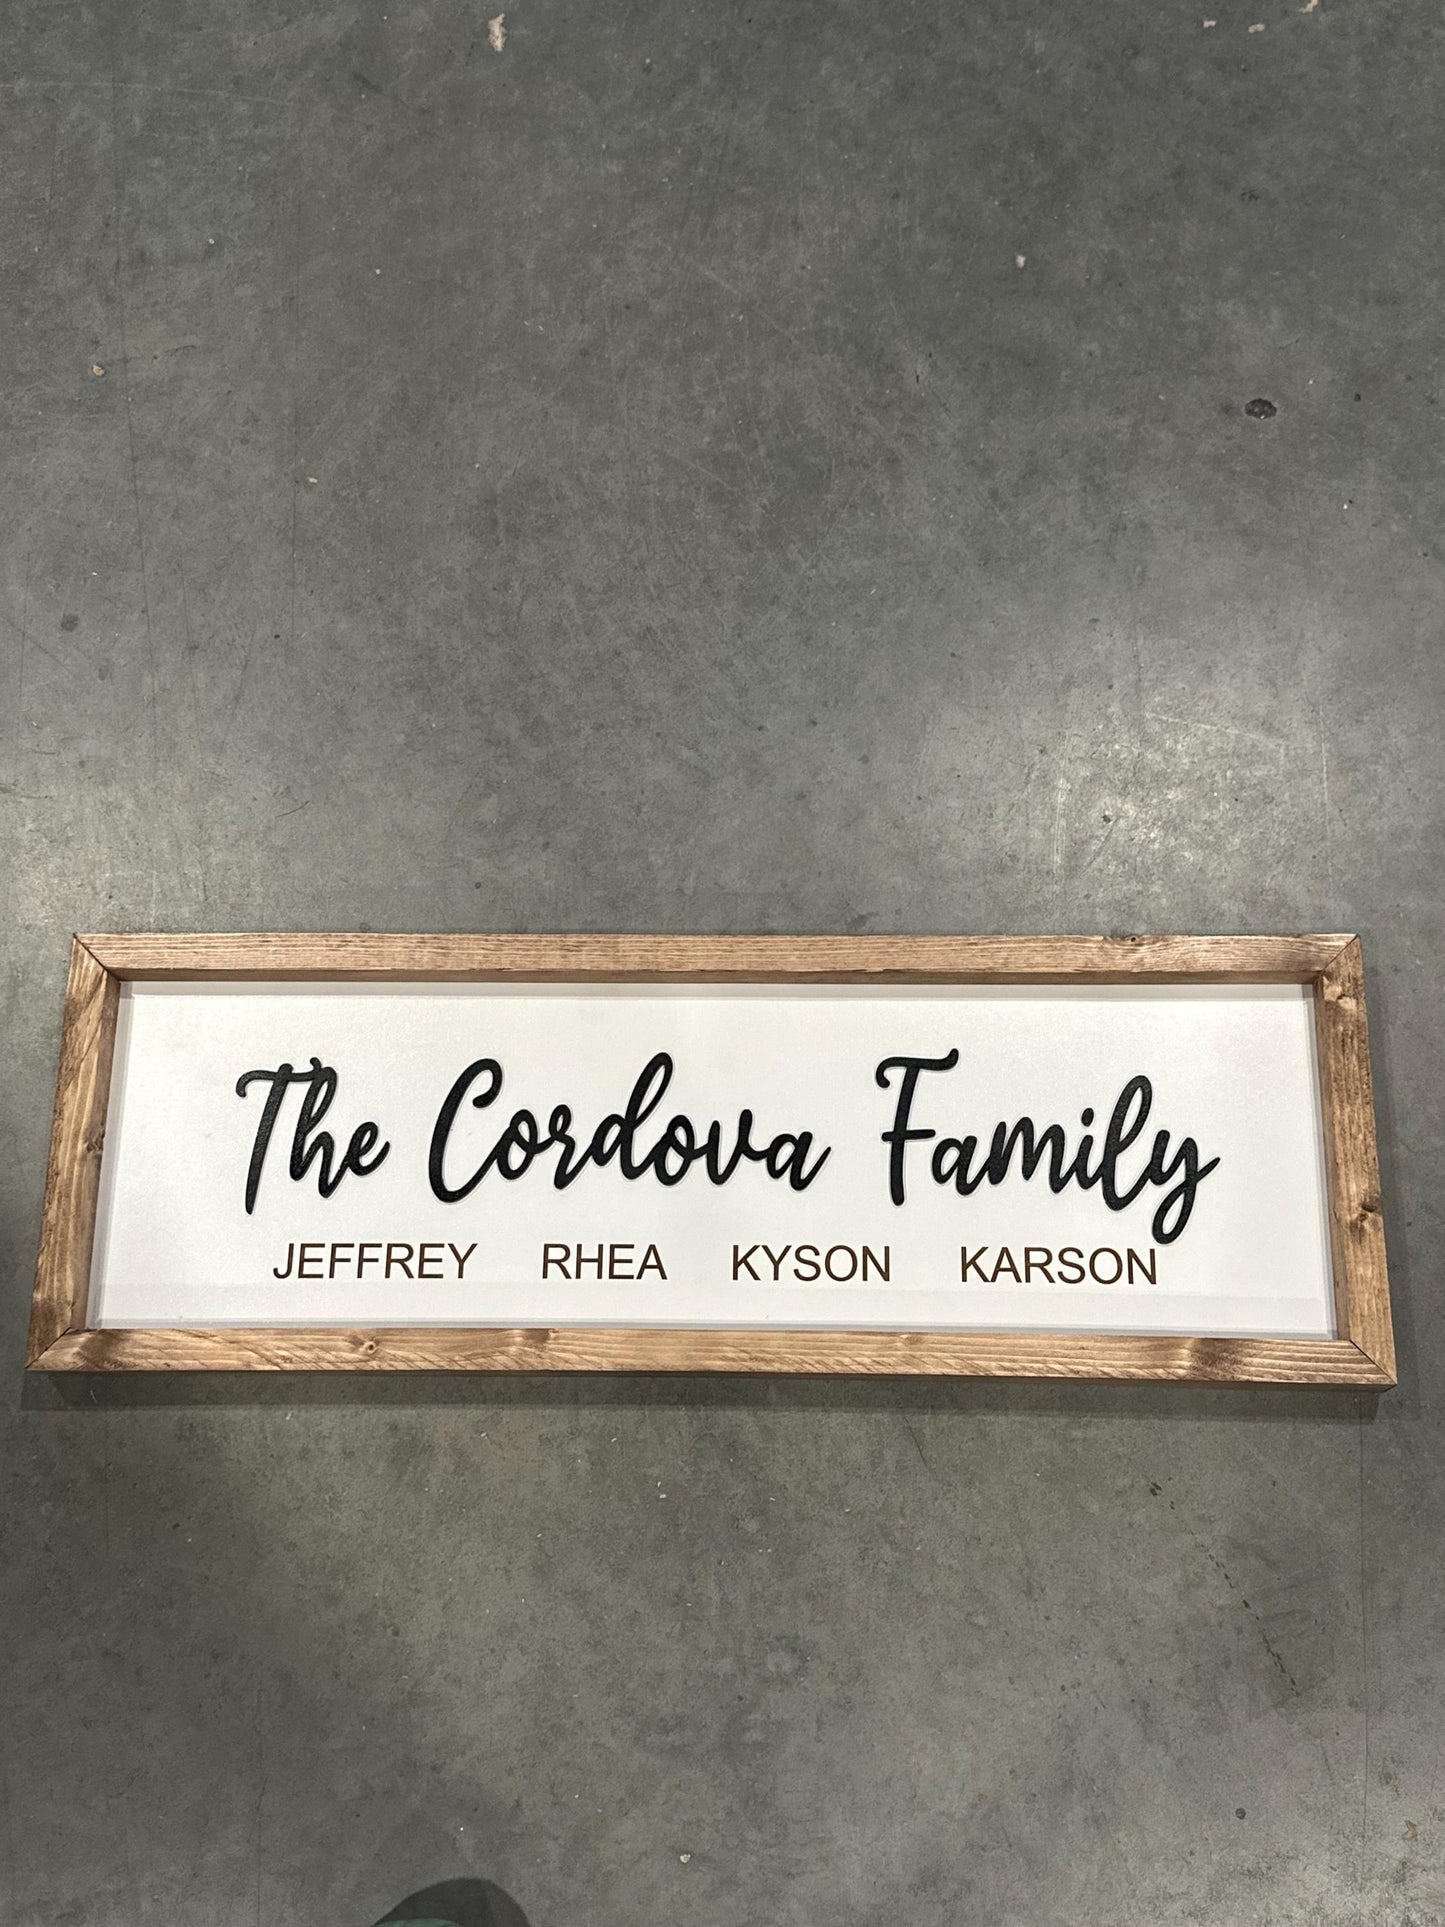 The Cordova Family
JEFFREY RHEA KYSON KARSON